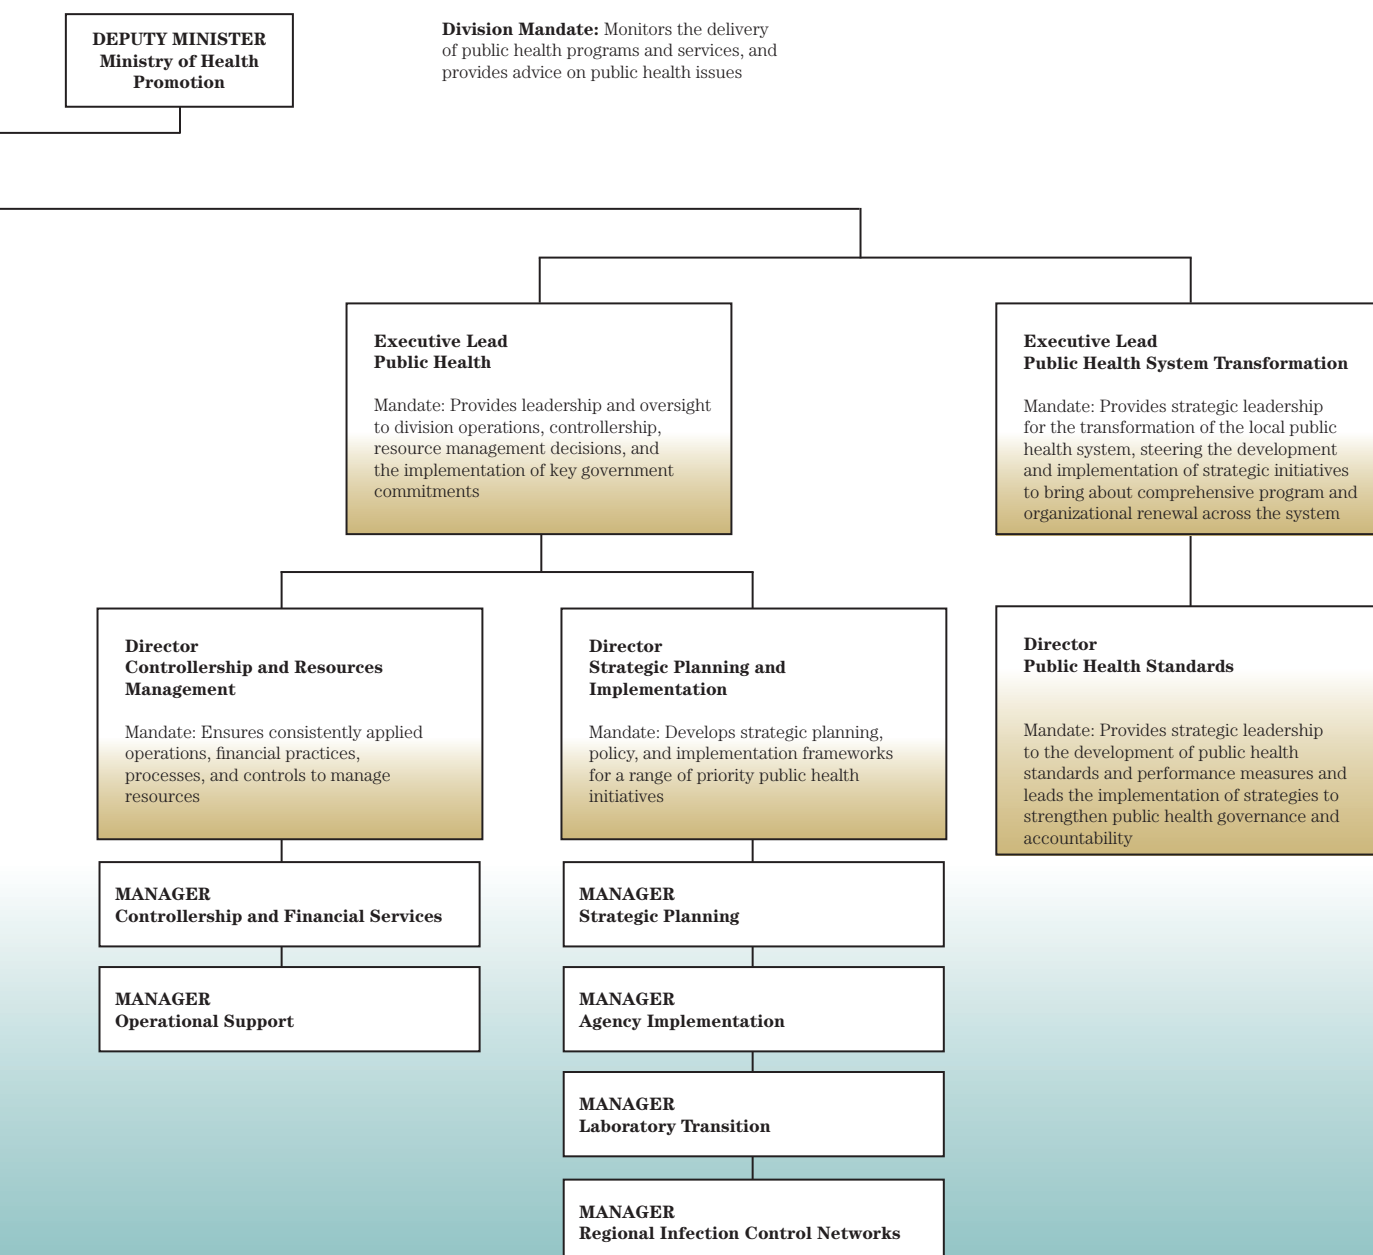 DEPUTY MINISTER
Ministry of Health
Promotion
Division Mandate: Monitors the delivery
of public health programs and services, and
provides advice on public health issues
Executive Lead
Public Health
Mandate: Provides leadership and oversight
to division operations, controllership,
resource management decisions, and
the implementation of key government
commitments
Executive Lead
Public Health System Transformation
Mandate: Provides strategic leadership
for the transformation of the local public
health system, steering the development
and implementation of strategic initiatives
to bring about comprehensive program and
organizational renewal across the system
Director
Controllership and Resources
Management
Mandate: Ensures consistently applied
operations, financial practices,
processes, and controls to manage
resources
Director
Strategic Planning and
Implementation
Mandate: Develops strategic planning,
policy, and implementation frameworks
for a range of priority public health
initiatives
Director
Public Health Standards
Mandate: Provides strategic leadership
to the development of public health
standards and performance measures and
leads the implementation of strategies to
strengthen public health governance and
accountability
MANAGER
Controllership and Financial Services
MANAGER
Operational Support
MANAGER
Strategic Planning
MANAGER
Agency Implementation
MANAGER
Laboratory Transition
MANAGER
Regional Infection Control Networks